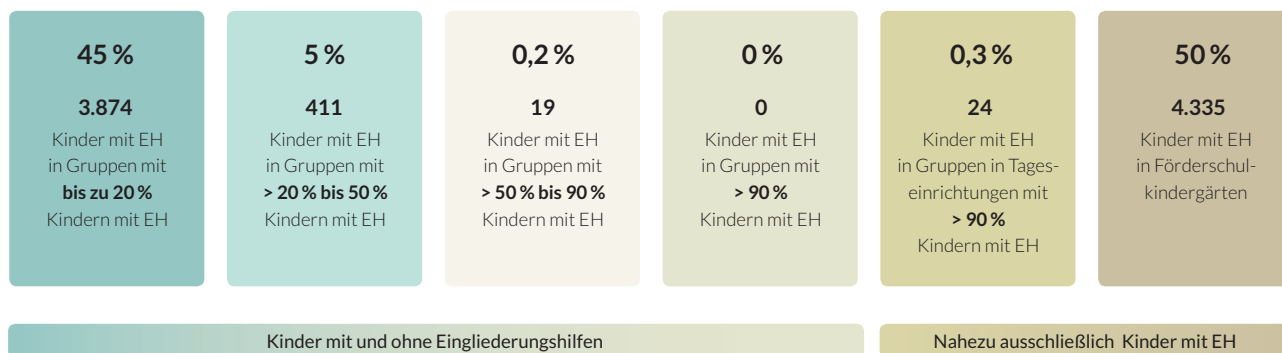 45 %
3.874
Kinder mit EH
in Gruppen mit
bis zu 20 %
Kindern mit EH
5 %
411
Kinder mit EH
in Gruppen mit
> 20 % bis 50 %
Kindern mit EH
0,2 %
19
Kinder mit EH
in Gruppen mit
> 50 % bis 90 %
Kindern mit EH
0 %
0
Kinder mit EH
in Gruppen mit
> 90 %
Kindern mit EH
0,3 %
24
Kinder mit EH
in Gruppen in Tages-
einrichtungen mit
> 90 %
Kindern mit EH
50 %
4.335
Kinder mit EH
in Förderschul-
kindergärten
Kinder mit und ohne Eingliederungshilfen
Nahezu ausschließlich Kinder mit EH